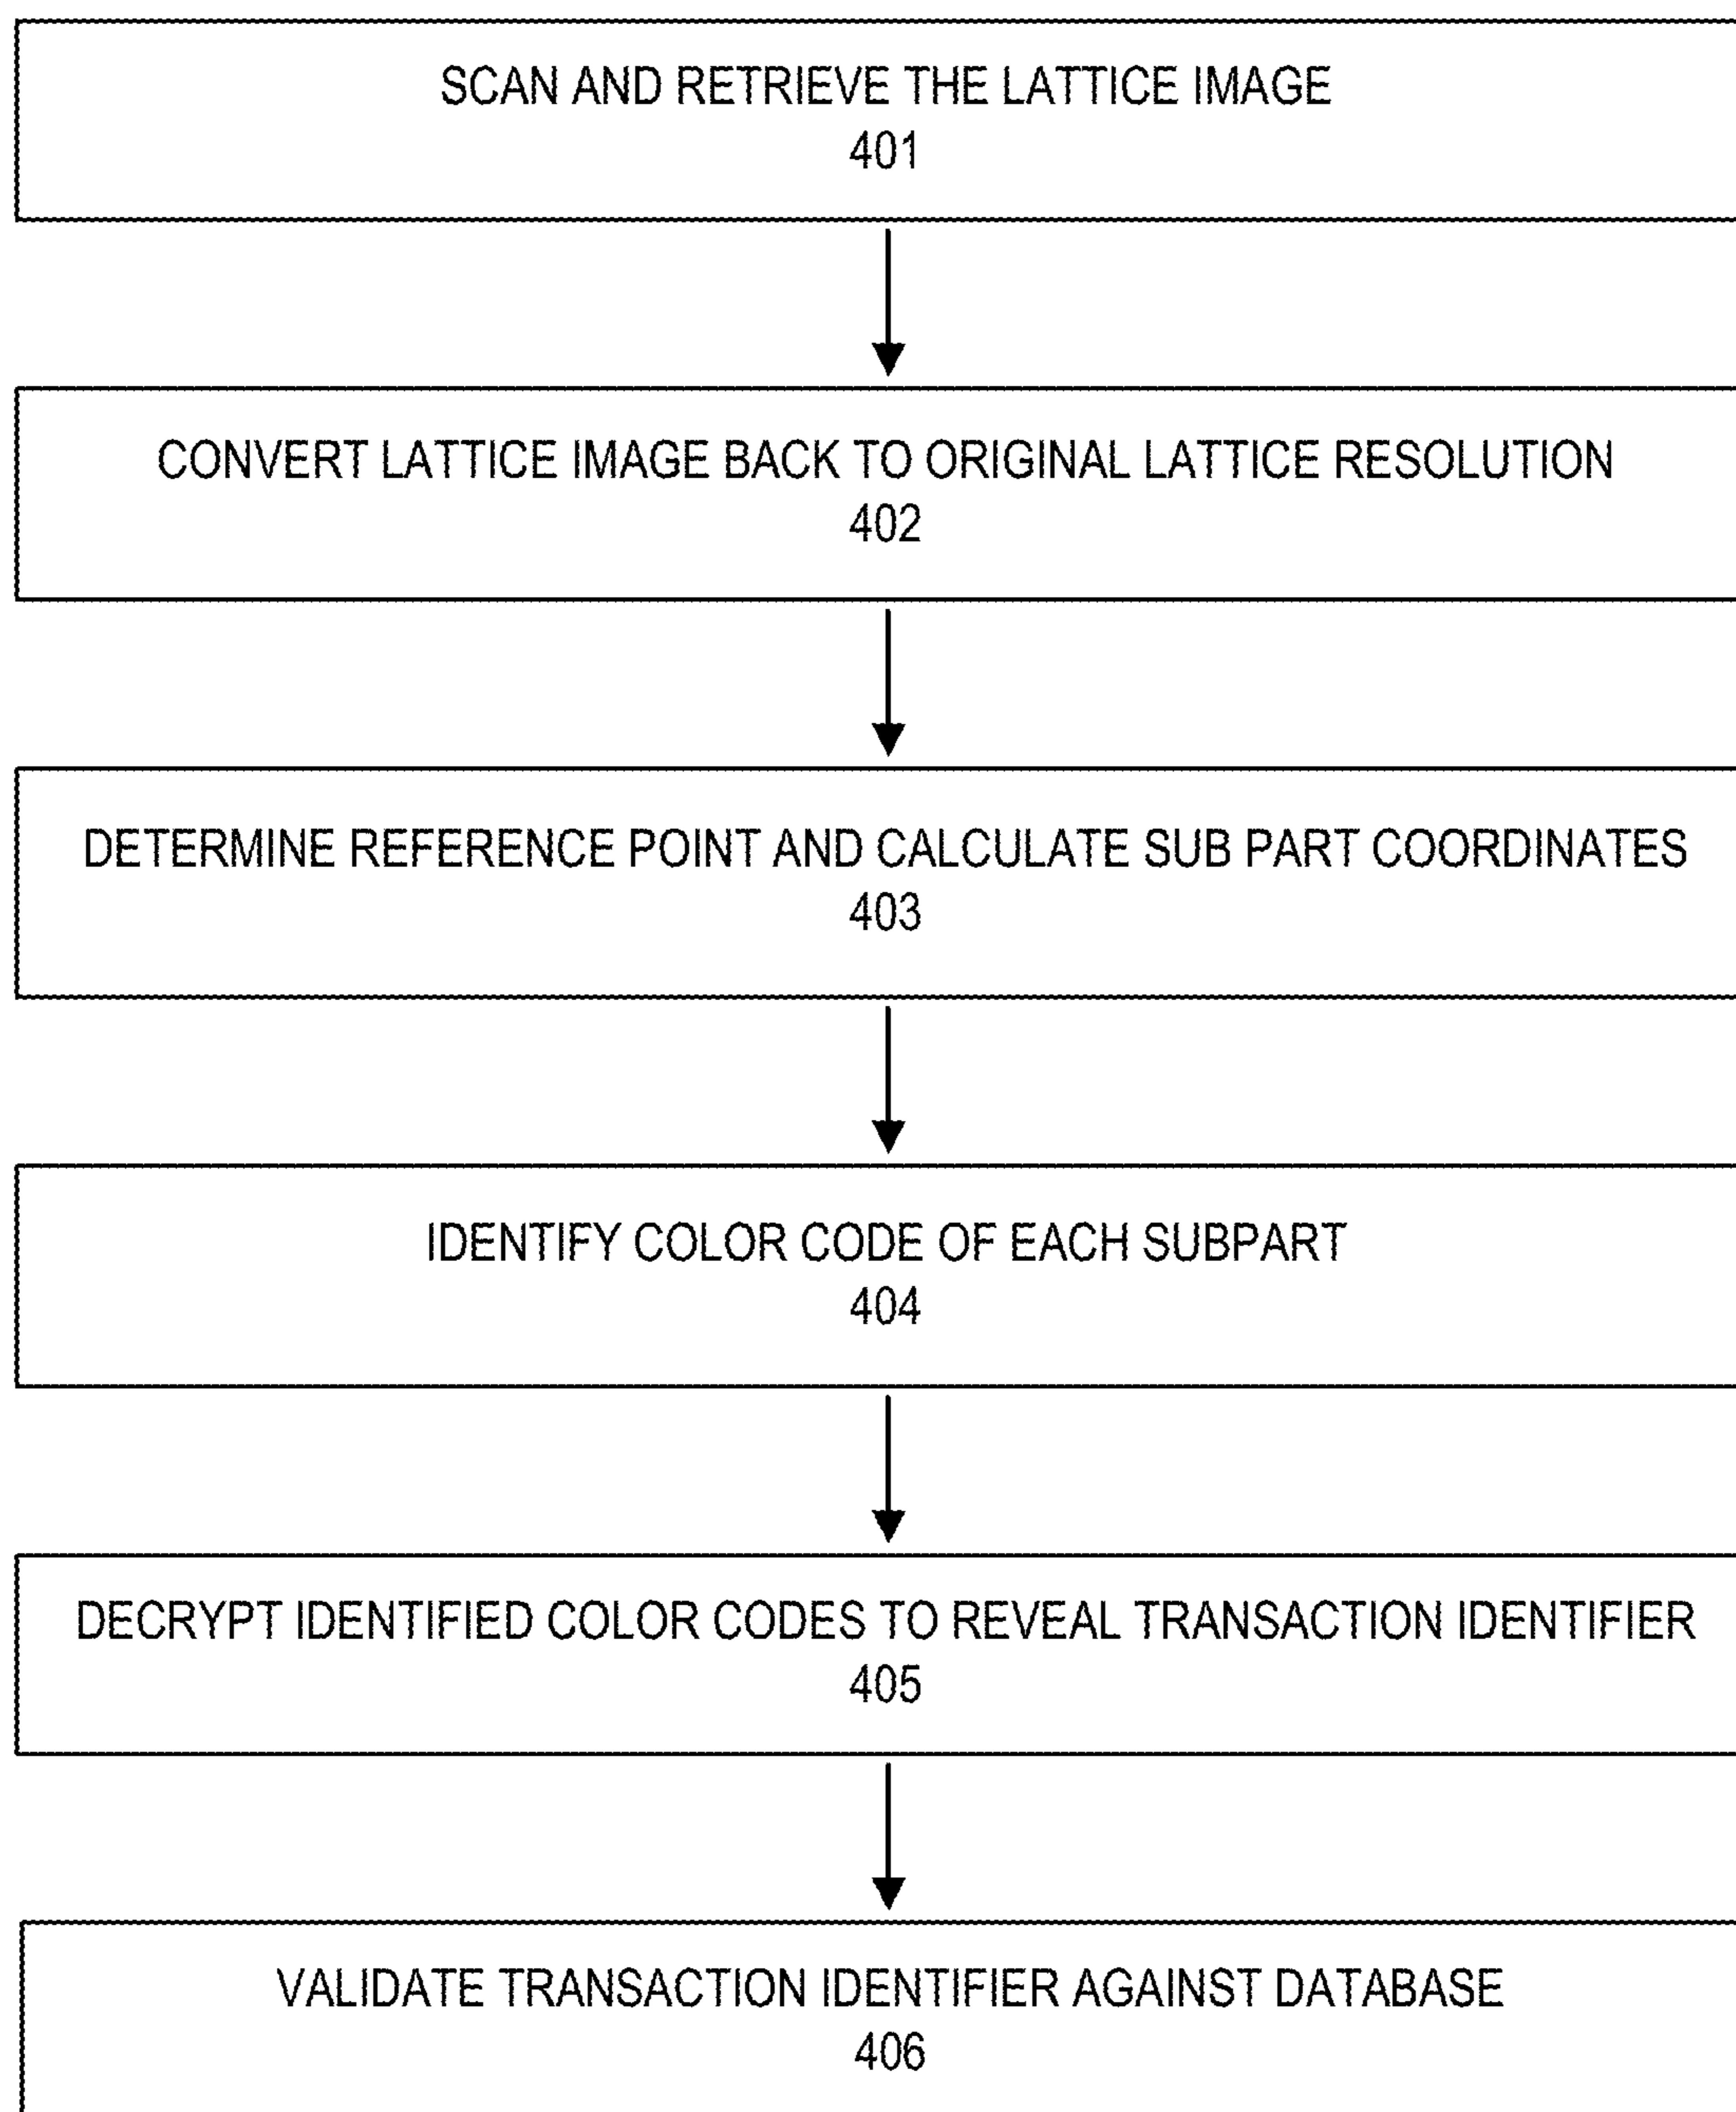 SCAN AND RETRIEVE THE LATTICE IMAGE
401
CONVERT LATTICE IMAGE BACK TO ORIGINAL LATTICE RESOLUTION
402
DETERMINE REFERENCE POINT AND CALCULATE SUB PART COORDINATES
403
IDENTIFY COLOR CODE OF EACH SUBPART
404
DECRYPT IDENTIFIED COLOR CODES TO REVEAL TRANSACTION IDENTIFIER
405
VALIDATE TRANSACTION IDENTIFIER AGAINST DATABASE
406